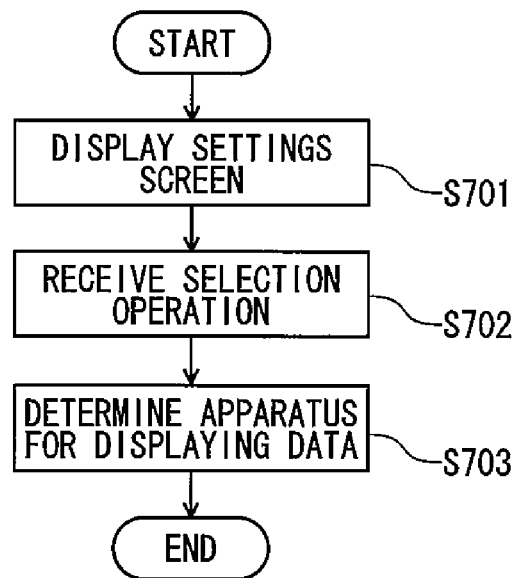 START
DISPLAY SETTINGS
SCREEN
S701
RECEIVE SELECTION
OPERATION
S702
DETERMINE APPARATUS
FOR DISPLAYING DATA
S703
END